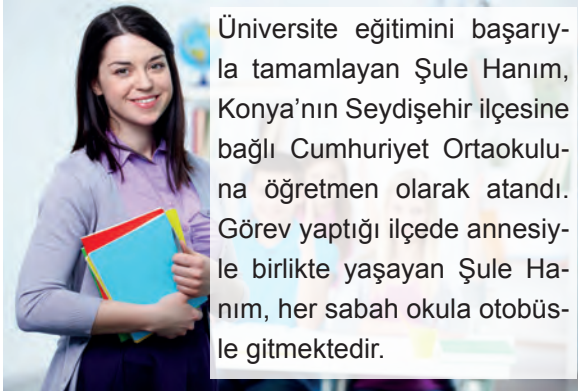 Üniversite eğitimini başarıy-
la tamamlayan Şule Hanım,
Konya’nın Seydişehir ilçesine
bağlı Cumhuriyet Ortaokulu-
na öğretmen olarak atandı.
Görev yaptığı ilçede annesiy-
le birlikte yaşayan Şule Ha-
nım, her sabah okula otobüs-
le gitmektedir.